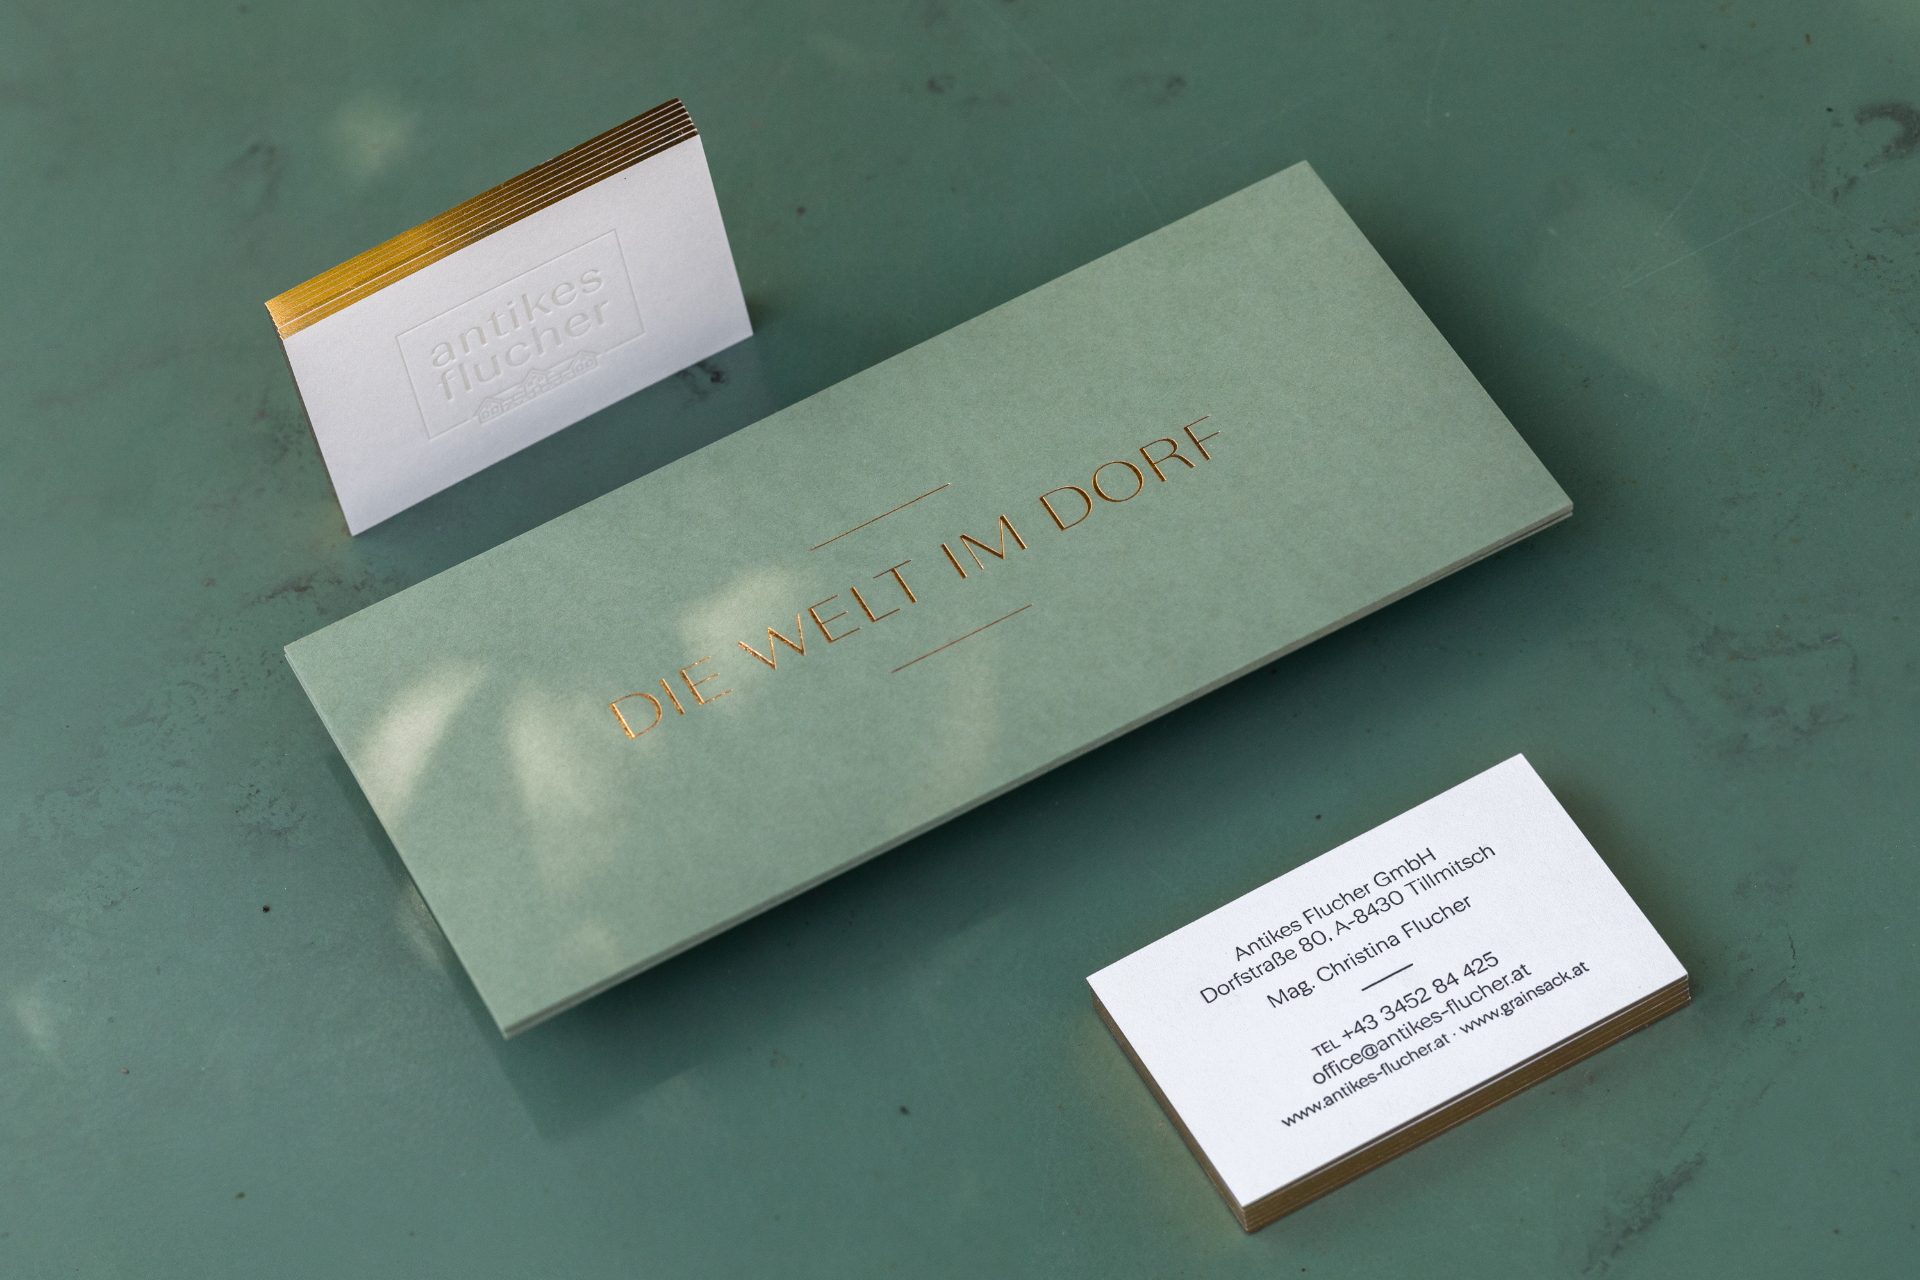 antikes
flucher
DIE WELT IM DORF
Antikes Flucher GmbH
Dorfstraße 80, A-8430 Tillmitsch
Mag. Christina Flucher
TEL +43 3452 84 425
office@antikes-flucher.at
www.antikes-flucher.at · www.grainsack.at